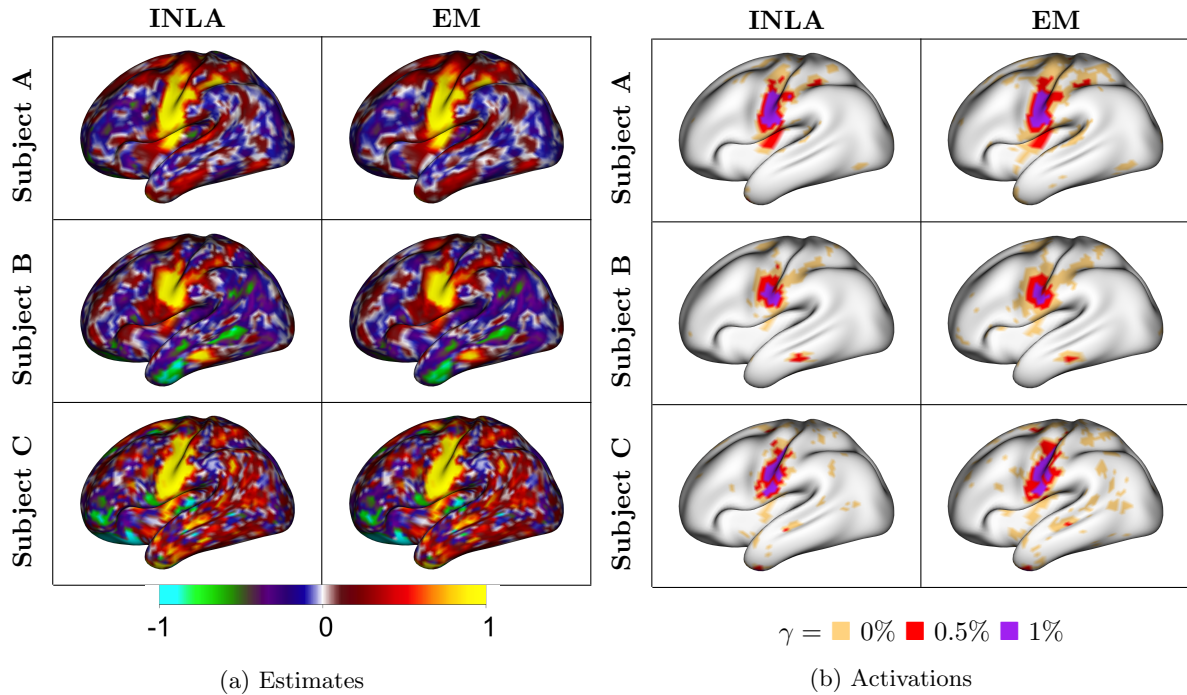 INLA EM INLA EM
Subject A Subject A
Subject B Subject B
Subject C Subject C
-1 0 1
γ = 0% 0.5% 1%
(a) Estimates (b) Activations